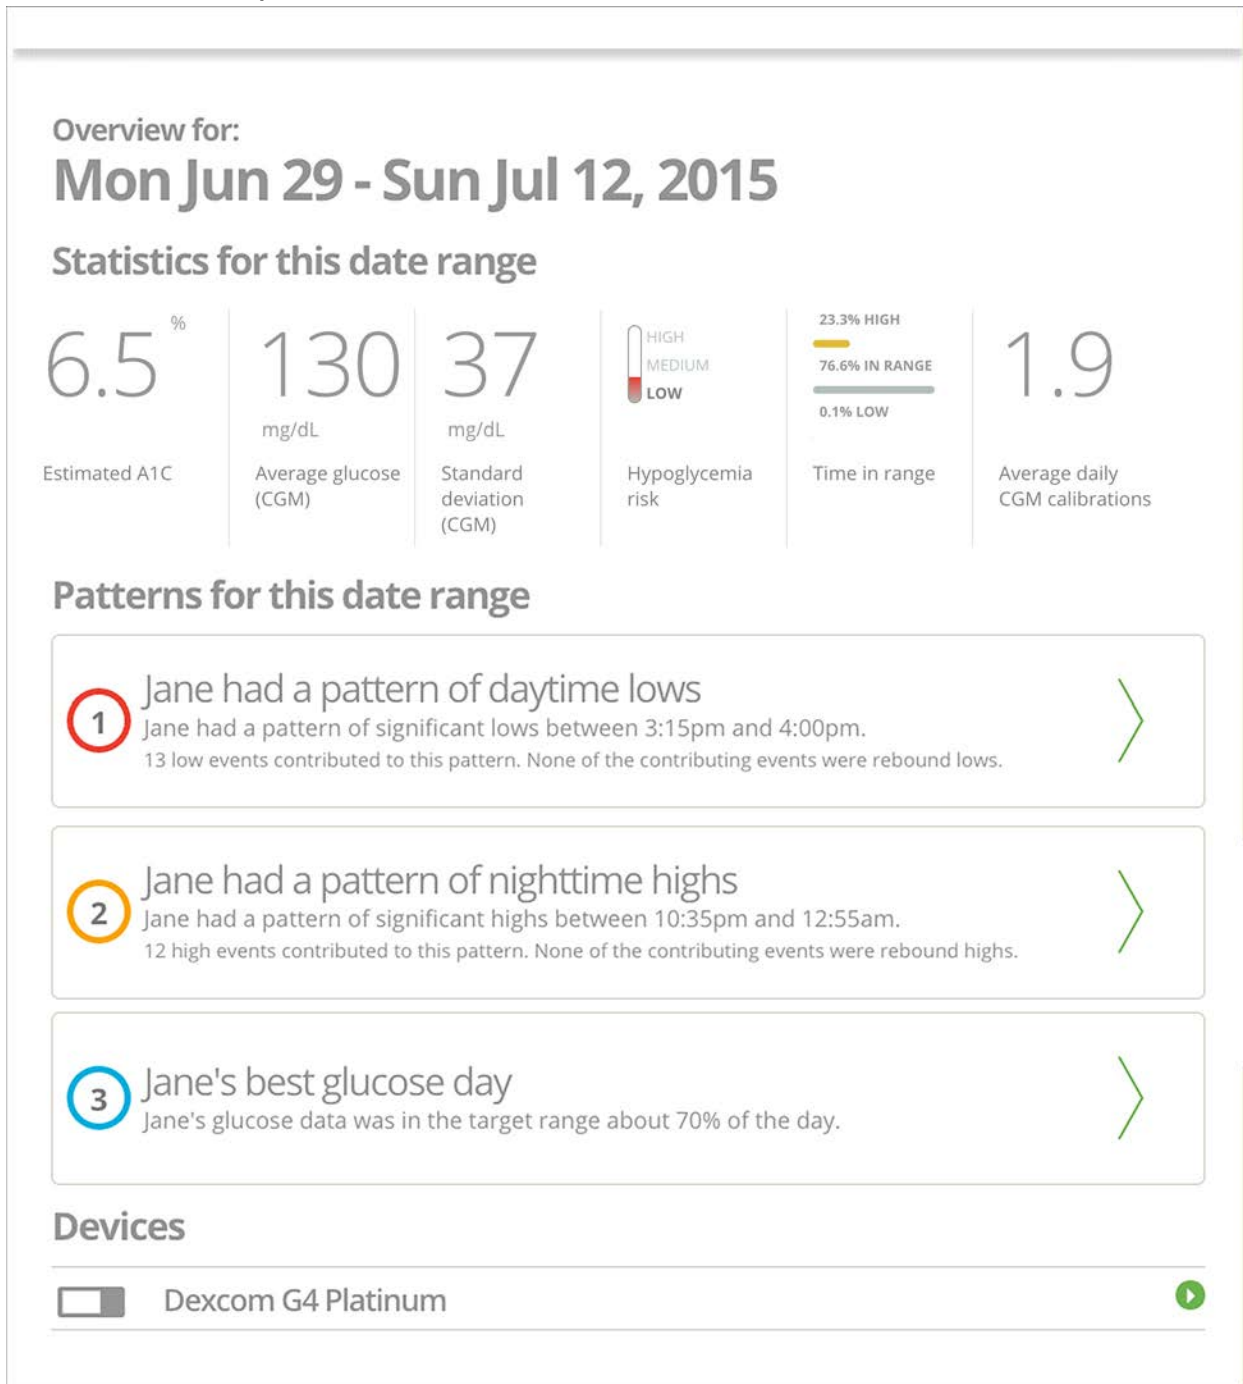 Overview for:
Mon Jun 29 - Sun Jul 12, 2015
Statistics for this date range
6.5 %
Estimated A1C
130
mg/dL
Average glucose
(CGM)
37
mg/dL
Standard
deviation
(CGM)
HIGH
MEDIUM
LOW
Hypoglycemia
risk
23.3% HIGH
76.6% IN RANGE
0.1% LOW
Time in range
1.9
Average daily
CGM calibrations
Patterns for this date range
1
Jane had a pattern of daytime lows
Jane had a pattern of significant lows between 3:15pm and 4:00pm.
13 low events contributed to this pattern. None of the contributing events were rebound lows.
2
Jane had a pattern of nighttime highs
Jane had a pattern of significant highs between 10:35pm and 12:55am.
12 high events contributed to this pattern. None of the contributing events were rebound highs.
3
Jane's best glucose day
Jane's glucose data was in the target range about 70% of the day.
Devices
Dexcom G4 Platinum